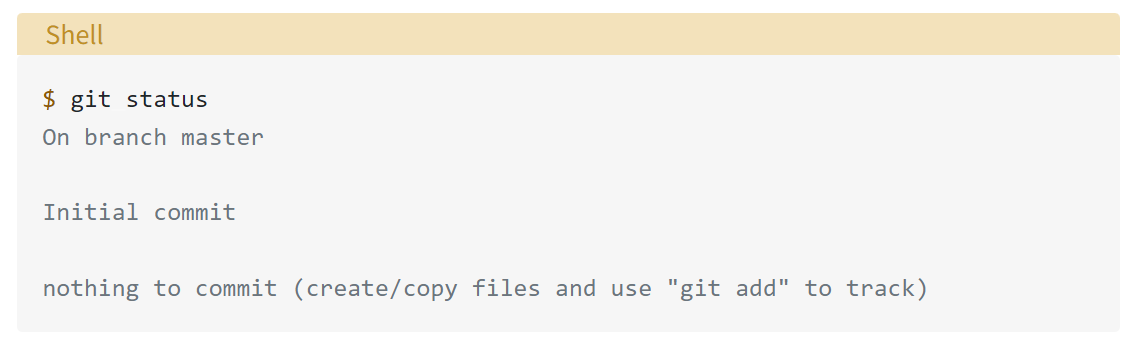 Shell
$ git status
On branch master
Initial commit
nothing to commit (create/copy files and use "git add" to track)